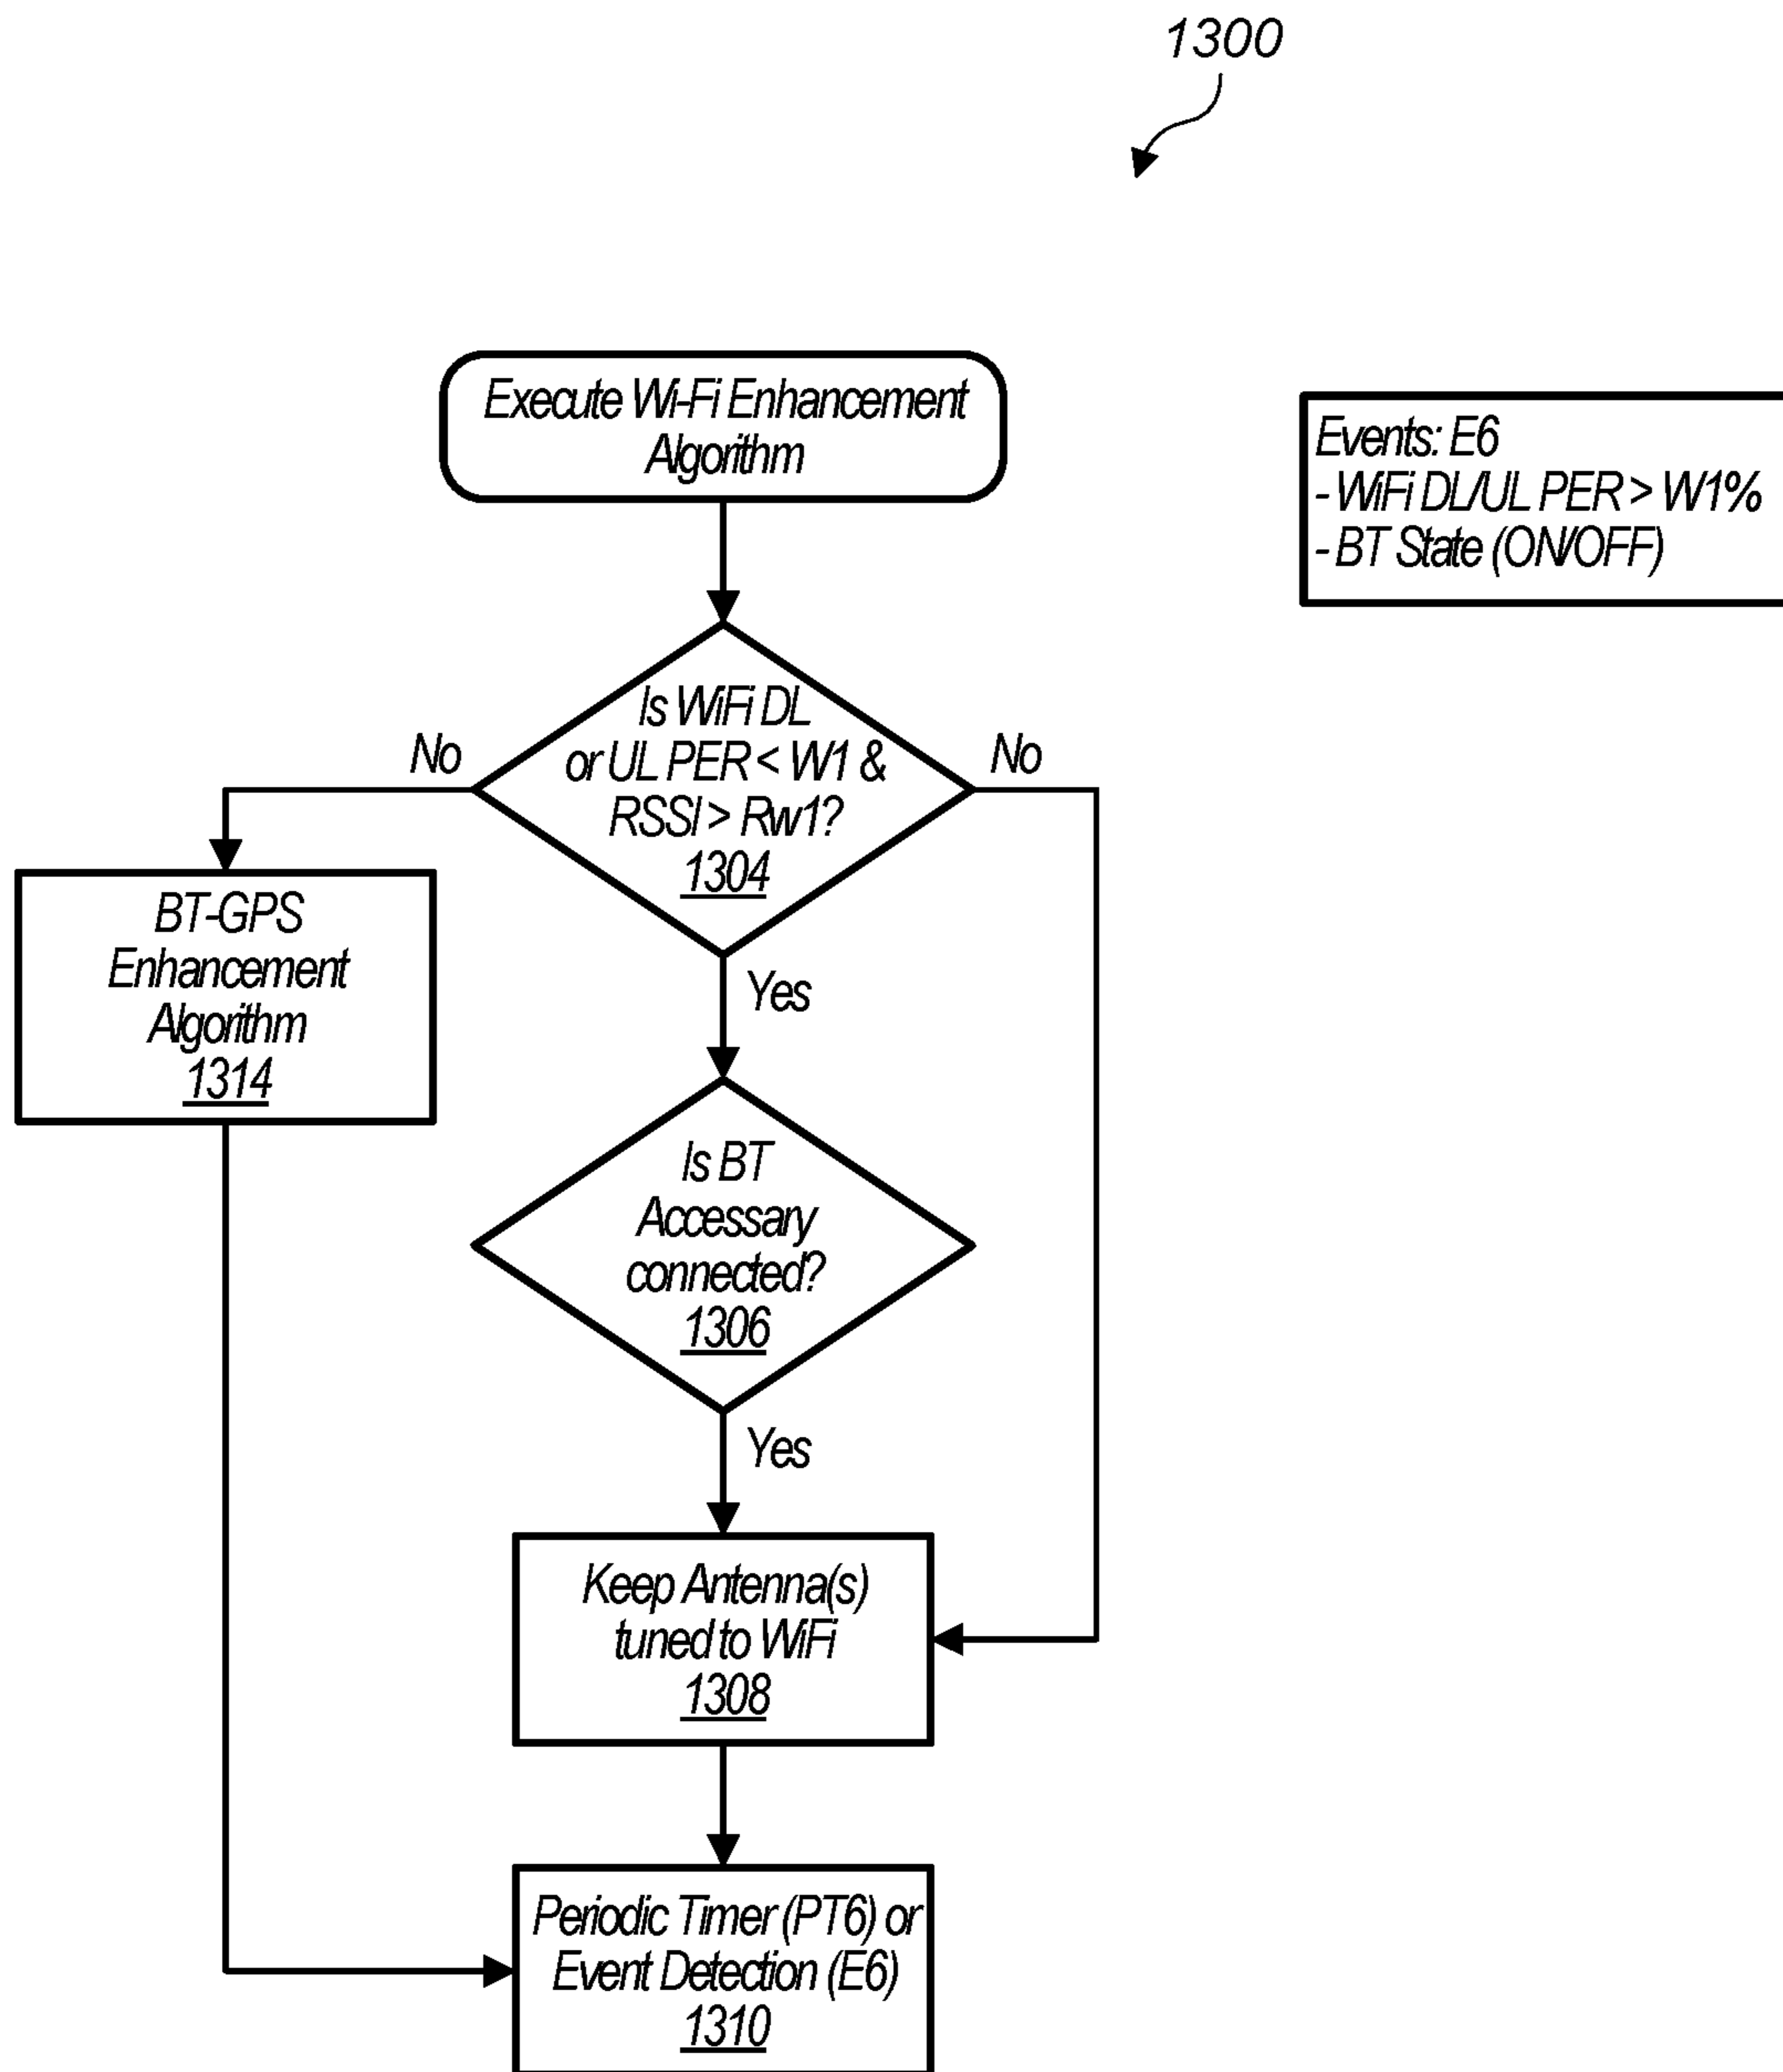 1300
Execute Wi-Fi Enhancement
Algorithm
Events: E6
- WiFi DL/UL PER > W1%
- BT State (ON/OFF)
Is WiFi DL
or UL PER < W1 &
RSSI > Rw1?
1304
No
No
Yes
BT-GPS
Enhancement
Algorithm
1314
Is BT
Accessary
connected?
1306
Yes
Keep Antenna(s)
tuned to WiFi
1308
Periodic Timer (PT6) or
Event Detection (E6)
1310